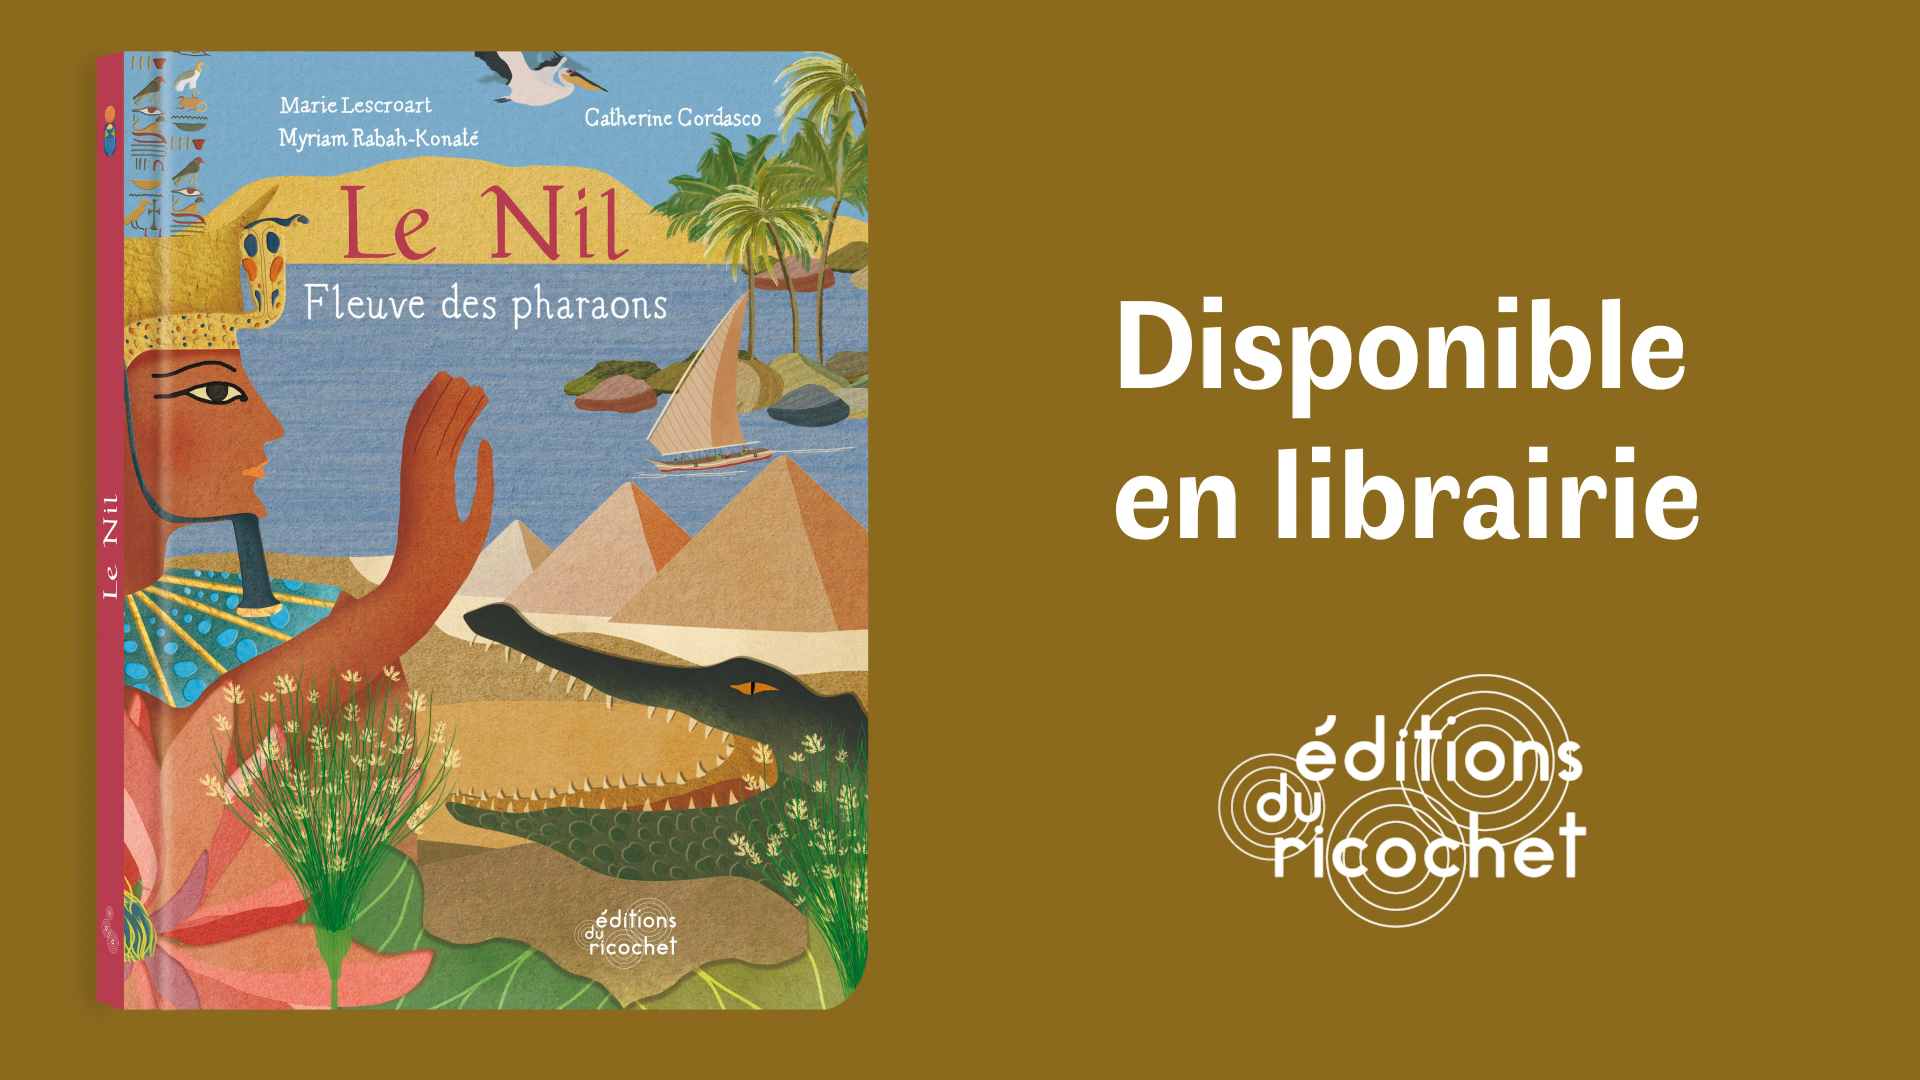 Marie Lescroart
Myriam Rabah-Konaté
Catherine Cordasco
Le Nil
Fleuve des pharaons
Le Nil
éditions
du
ricochet
Disponible
en librairie
éditions
du
ricochet